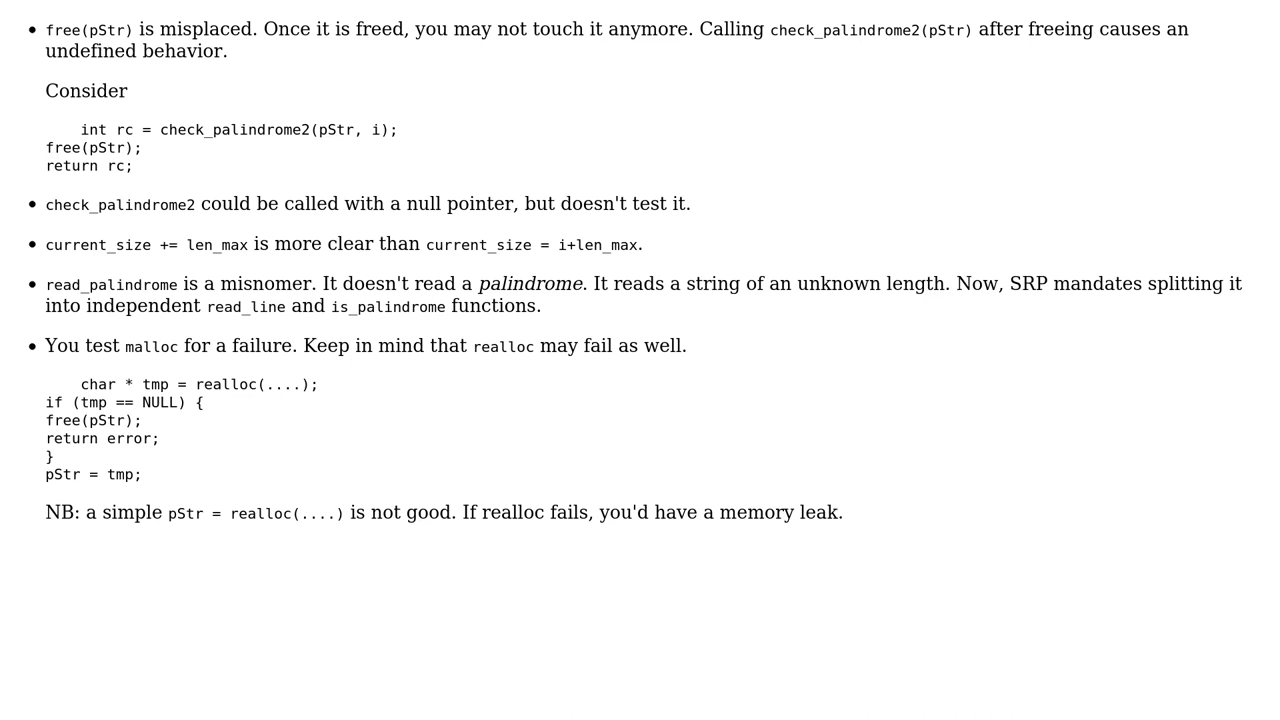 • free(pStr) is misplaced. Once it is freed, you may not touch it anymore. Calling check_palindrome2(pStr) after freeing causes an
undefined behavior.
Consider
    int rc = check_palindrome2(pStr, i);
free(pStr);
return rc;
• check_palindrome2 could be called with a null pointer, but doesn't test it.
• current_size += len_max is more clear than current_size = i+len_max.
• read_palindrome is a misnomer. It doesn't read a palindrome. It reads a string of an unknown length. Now, SRP mandates splitting it
into independent read_line and is_palindrome functions.
• You test malloc for a failure. Keep in mind that realloc may fail as well.
    char * tmp = realloc(....);
if (tmp == NULL) {
free(pStr);
return error;
}
pStr = tmp;
NB: a simple pStr = realloc(....) is not good. If realloc fails, you'd have a memory leak.